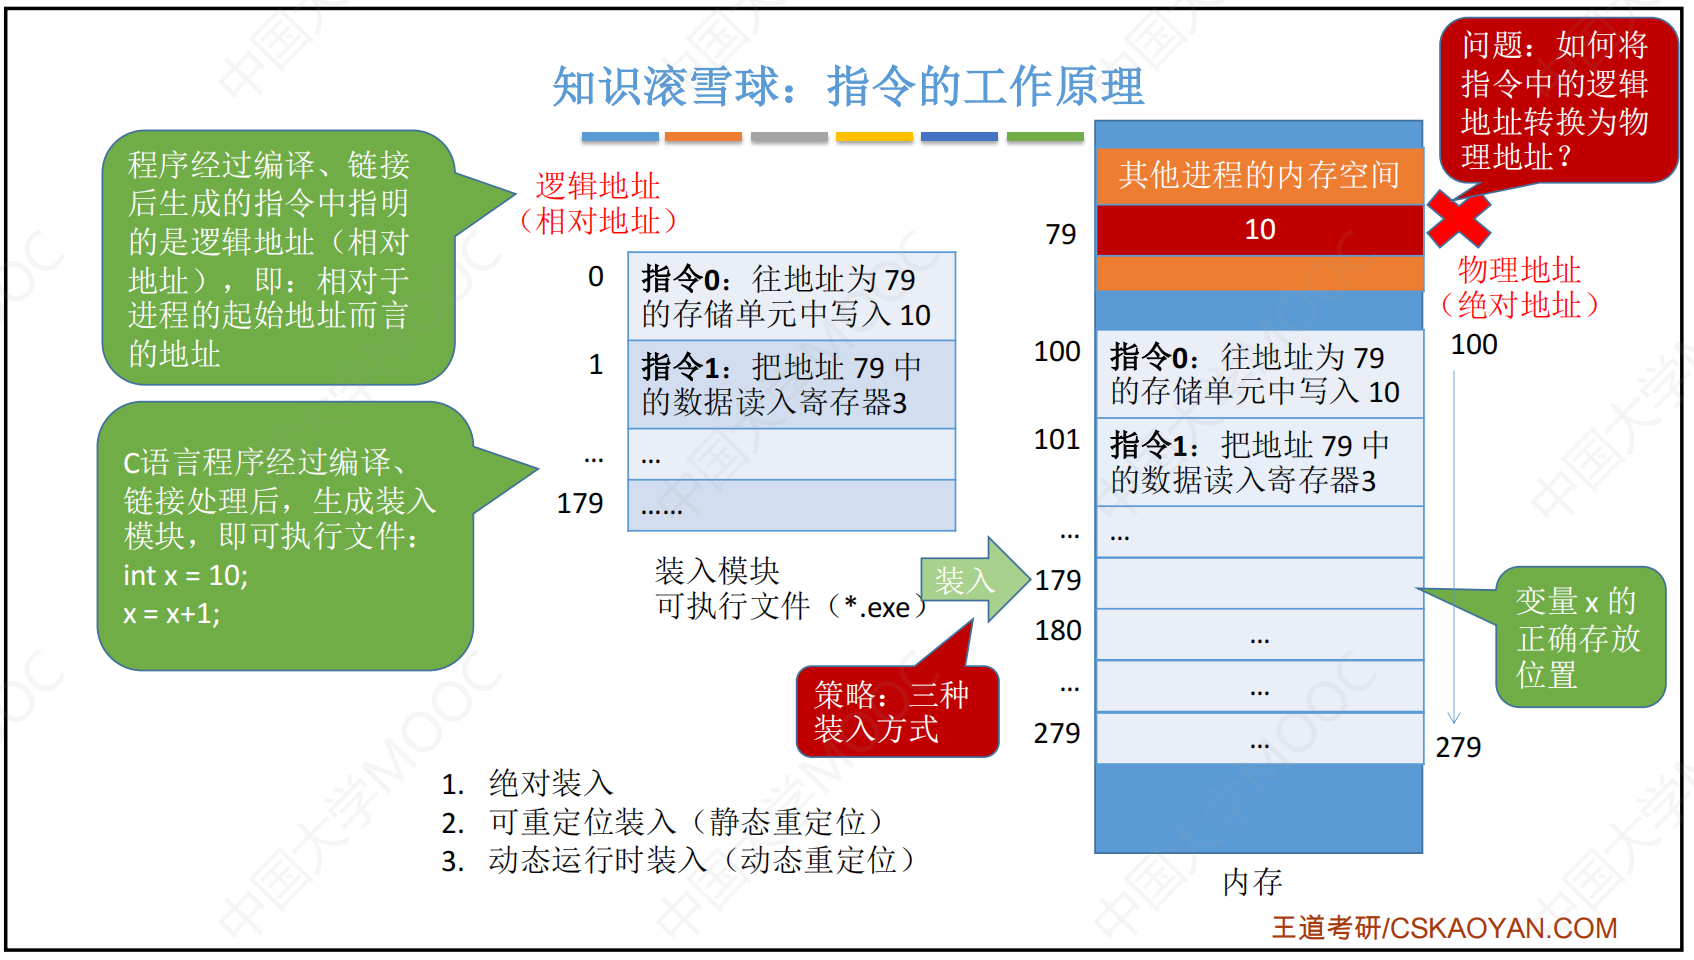 知识滚雪球：指令的工作原理
程序经过编译、链接
后生成的指令中指明
的是逻辑地址（相对
地址），即：相对于
进程的起始地址而言
的地址
C语言程序经过编译、
链接处理后，生成装入
模块，即可执行文件：
int x = 10;
x = x+1;
逻辑地址
（相对地址）
0
指令0：往地址为 79
的存储单元中写入 10
1
指令1：把地址 79 中
的数据读入寄存器3
...
...
179
......
装入模块
可执行文件（*.exe）
装入
策略：三种
装入方式
1. 绝对装入
2. 可重定位装入（静态重定位）
3. 动态运行时装入（动态重定位）
其他进程的内存空间
79
10
100
指令0：往地址为 79
的存储单元中写入 10
101
指令1：把地址 79 中
的数据读入寄存器3
...
...
179
180
...
...
...
279
...
内存
问题：如何将
指令中的逻辑
地址转换为物
理地址？
物理地址
（绝对地址）
100
279
变量 x 的
正确存放
位置
王道考研/CSKAOYAN.COM
中国大学MOOC